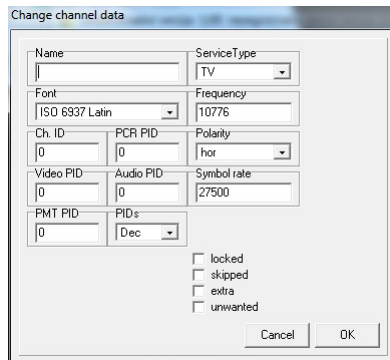 Change channel data
Name
ServiceType
TV
Font
Frequency
ISO 6937 Latin
10776
Ch. ID
PCR PID
Polarity
0
0
hor
Video PID
Audio PID
Symbol rate
0
0
27500
PMT PID
PIDs
0
Dec
locked
skipped
extra
unwanted
Cancel
OK